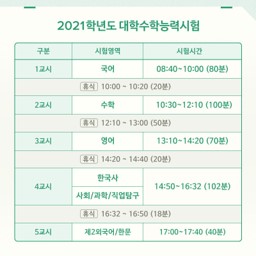 2021학년도 대학수학능력시험
구분 시험영역 시험시간
1교시 국어 08:40~10:00 (80분)
휴식 10:00 ~ 10:20 (20분)
2교시 수학 10:30~12:10 (100분)
휴식 12:10 ~ 13:00 (50분)
3교시 영어 13:10~14:20 (70분)
휴식 14:20 ~ 14:40 (20분)
4교시 한국사 14:50~16:32 (102분)
사회/과학/직업탐구
휴식 16:32 ~ 16:50 (18분)
5교시 제2외국어/한문 17:00~17:40 (40분)